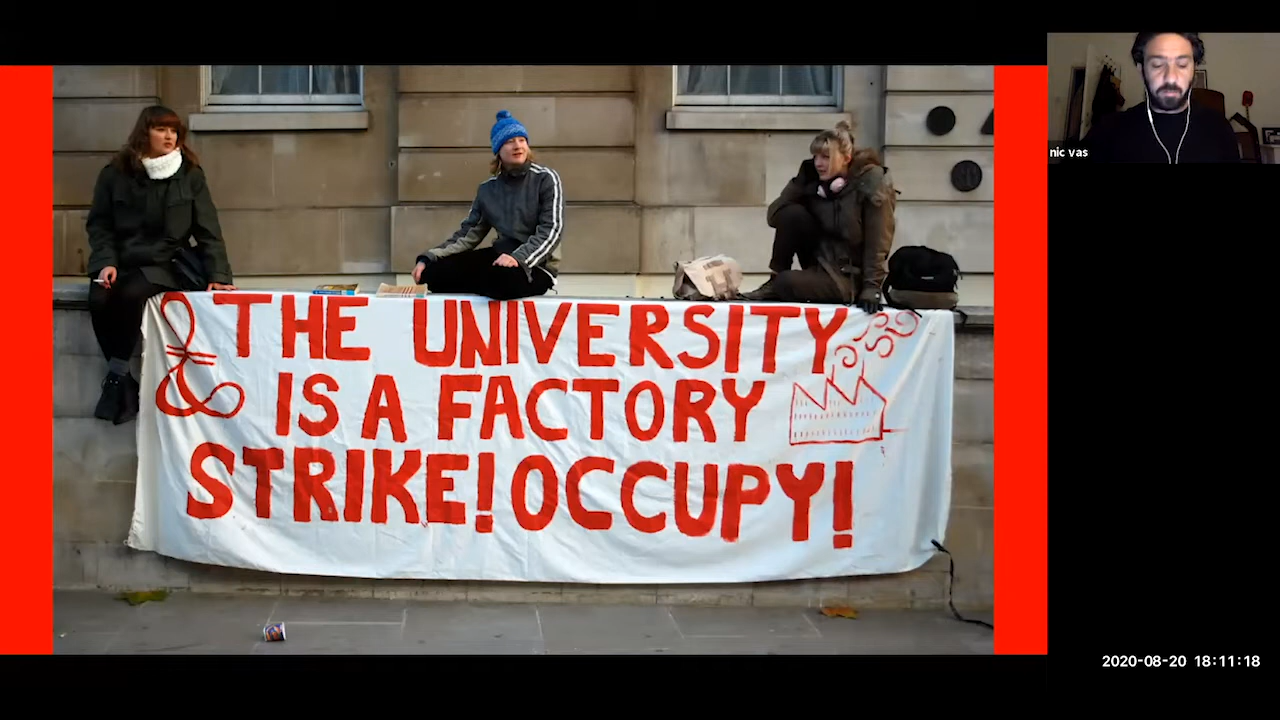 THE UNIVERSITY
IS A FACTORY
STRIKE! OCCUPY!
nic vas
2020-08-20 18:11:18